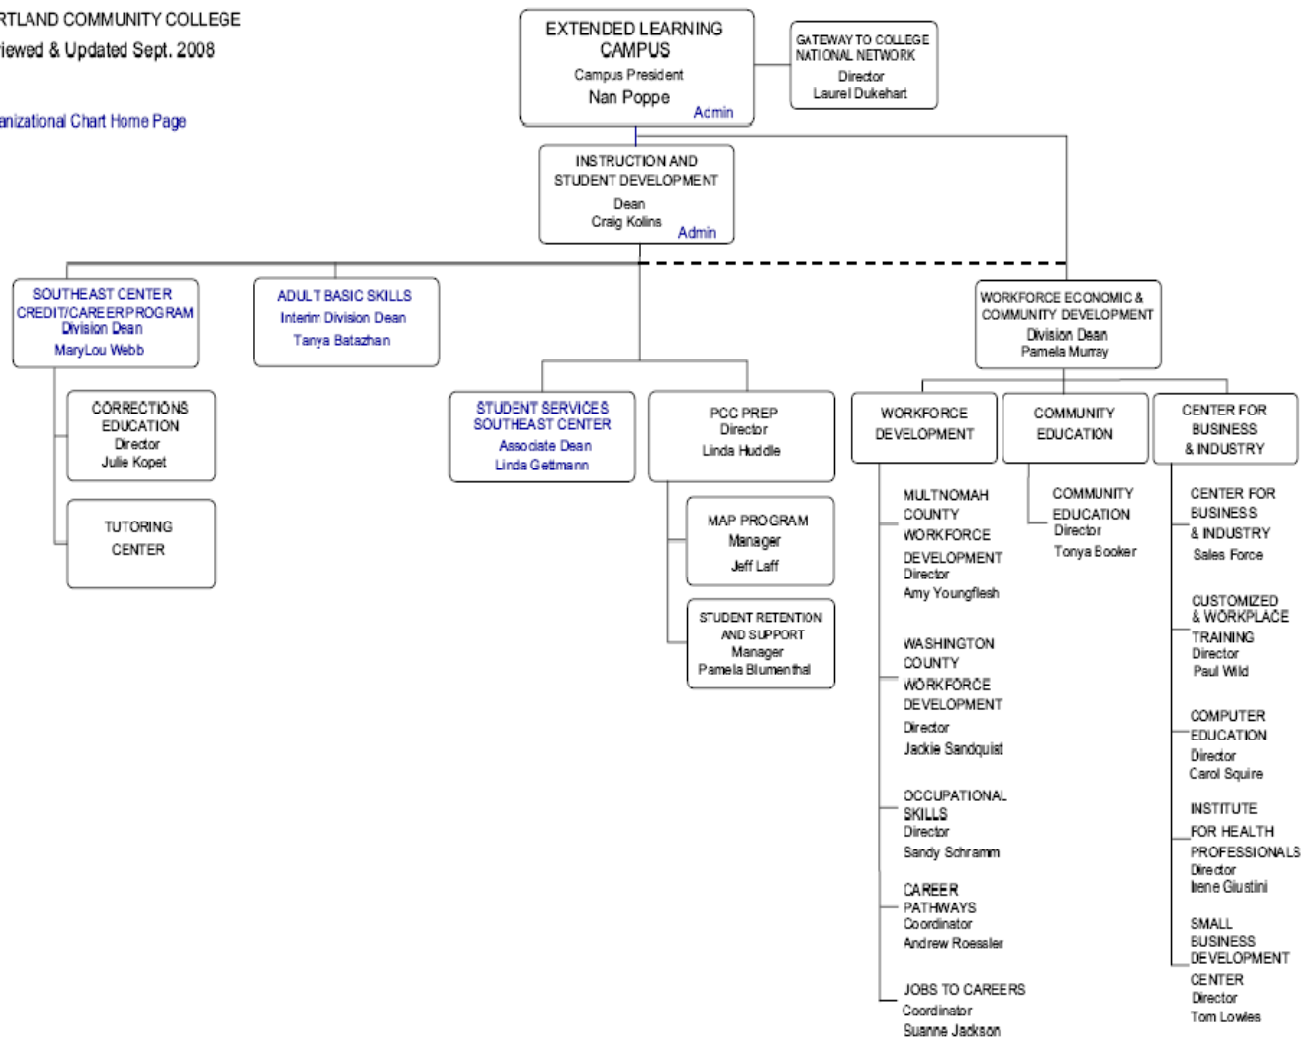 RTLAND COMMUNITY COLLEGE
iewed & Updated Sept. 2008
anizational Chart Home Page
EXTENDED LEARNING
CAMPUS
Campus President
Nan Poppe
Admin
GATEWAY TO COLLEGE
NATIONAL NETWORK
Director
Laurel Dukehart
INSTRUCTION AND
STUDENT DEVELOPMENT
Dean
Craig Kolins
Admin
SOUTHEAST CENTER
CREDIT/CAREER PROGRAM
Division Dean
MaryLou Webb
ADULT BASIC SKILLS
Interim Division Dean
Tanya Batazhan
WORKFORCE ECONOMIC &
COMMUNITY DEVELOPMENT
Division Dean
Pamela Murray
CORRECTIONS
EDUCATION
Director
Julie Kopet
TUTORING
CENTER
STUDENT SERVICES
SOUTHEAST CENTER
Associate Dean
Linda Gettmann
PCC PREP
Director
Linda Huddle
MAP PROGRAM
Manager
Jeff Laff
STUDENT RETENTION
AND SUPPORT
Manager
Pamela Blumenthal
WORKFORCE
DEVELOPMENT
MULTNOMAH
COUNTY
WORKFORCE
DEVELOPMENT
Director
Amy Youngflesh
WASHINGTON
COUNTY
WORKFORCE
DEVELOPMENT
Director
Jackie Sandquist
OCCUPATIONAL
SKILLS
Director
Sandy Schramm
CAREER
PATHWAYS
Coordinator
Andrew Roessler
JOBS TO CAREERS
Coordinator
Suanne Jackson
COMMUNITY
EDUCATION
COMMUNITY
EDUCATION
Director
Tonya Booker
CENTER FOR
BUSINESS
& INDUSTRY
CENTER FOR
BUSINESS
& INDUSTRY
Sales Force
CUSTOMIZED
& WORKPLACE
TRAINING
Director
Paul Wild
COMPUTER
EDUCATION
Director
Carol Squire
INSTITUTE
FOR HEALTH
PROFESSIONALS
Director
Irene Giustini
SMALL
BUSINESS
DEVELOPMENT
CENTER
Director
Tom Lowles